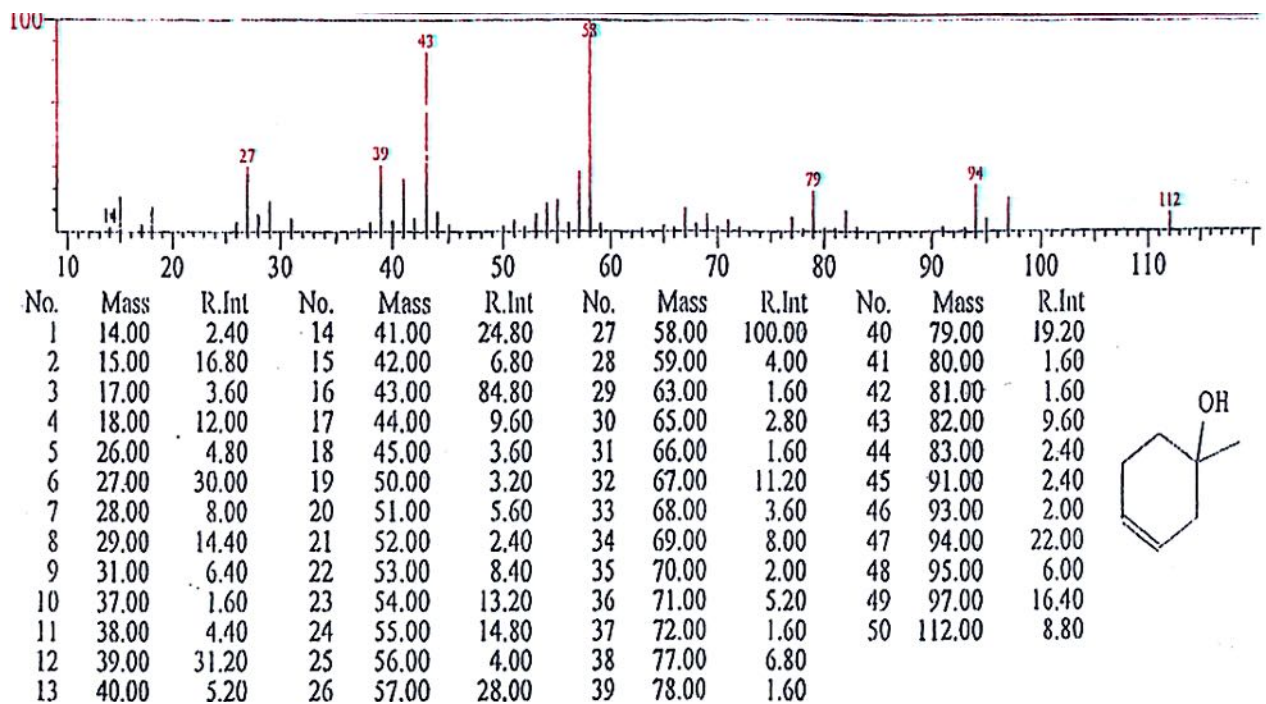 100
43
58
27
39
79
94
112
14
10 20 30 40 50 60 70 80 90 100 110
No. Mass R.Int No. Mass R.Int No. Mass R.Int No. Mass R.Int
1 14.00 2.40 14 41.00 24.80 27 58.00 100.00 40 79.00 19.20
2 15.00 16.80 15 42.00 6.80 28 59.00 4.00 41 80.00 1.60
3 17.00 3.60 16 43.00 84.80 29 63.00 1.60 42 81.00 1.60
4 18.00 12.00 17 44.00 9.60 30 65.00 2.80 43 82.00 9.60
5 26.00 4.80 18 45.00 3.60 31 66.00 1.60 44 83.00 2.40
6 27.00 30.00 19 50.00 3.20 32 67.00 11.20 45 91.00 2.40
7 28.00 8.00 20 51.00 5.60 33 68.00 3.60 46 93.00 2.00
8 29.00 14.40 21 52.00 2.40 34 69.00 8.00 47 94.00 22.00
9 31.00 6.40 22 53.00 8.40 35 70.00 2.00 48 95.00 6.00
10 37.00 1.60 23 54.00 13.20 36 71.00 5.20 49 97.00 16.40
11 38.00 4.40 24 55.00 14.80 37 72.00 1.60 50 112.00 8.80
12 39.00 31.20 25 56.00 4.00 38 77.00 6.80
13 40.00 5.20 26 57.00 28.00 39 78.00 1.60
OH